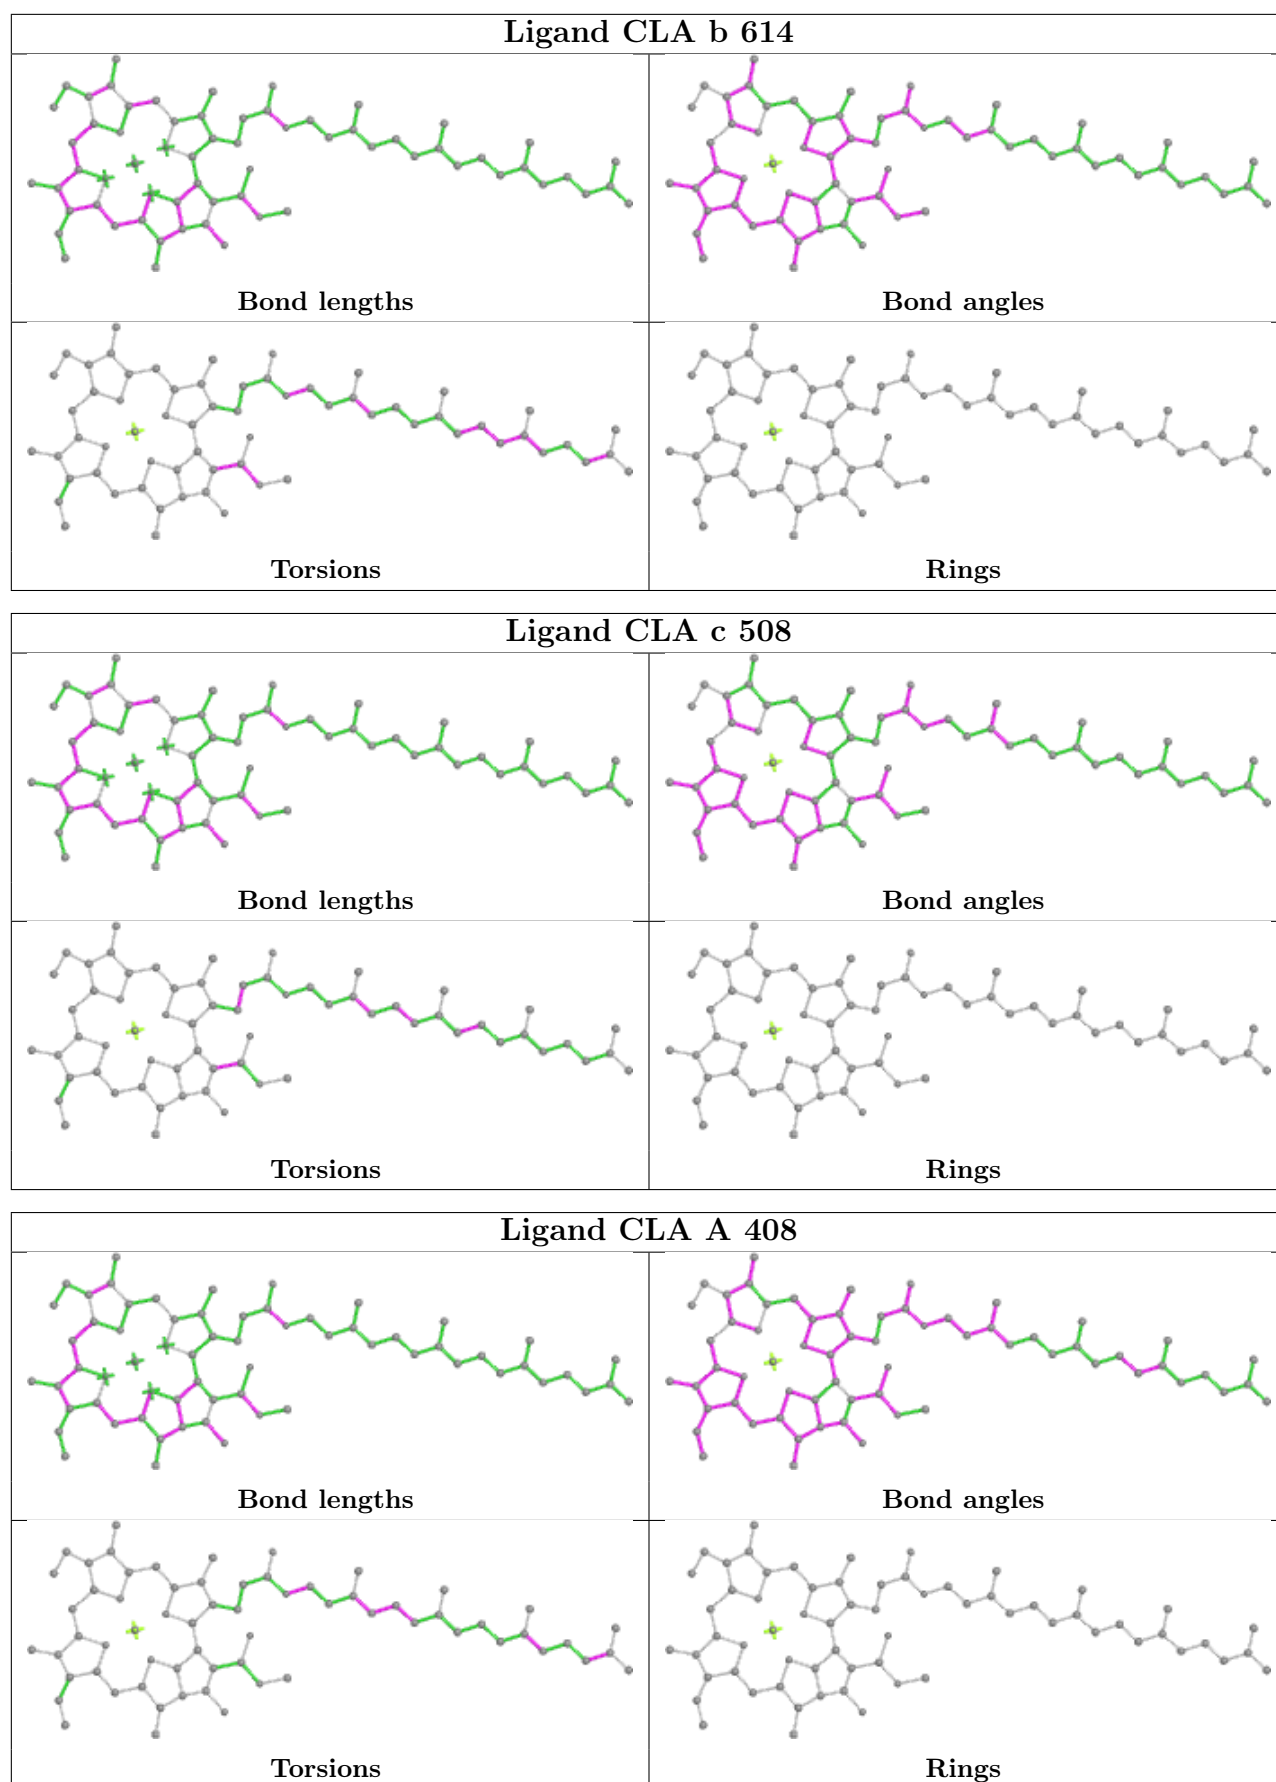 Ligand CLA b 614
Bond lengths
Bond angles
Torsions
Rings
Ligand CLA c 508
Bond lengths
Bond angles
Torsions
Rings
Ligand CLA A 408
Bond lengths
Bond angles
Torsions
Rings